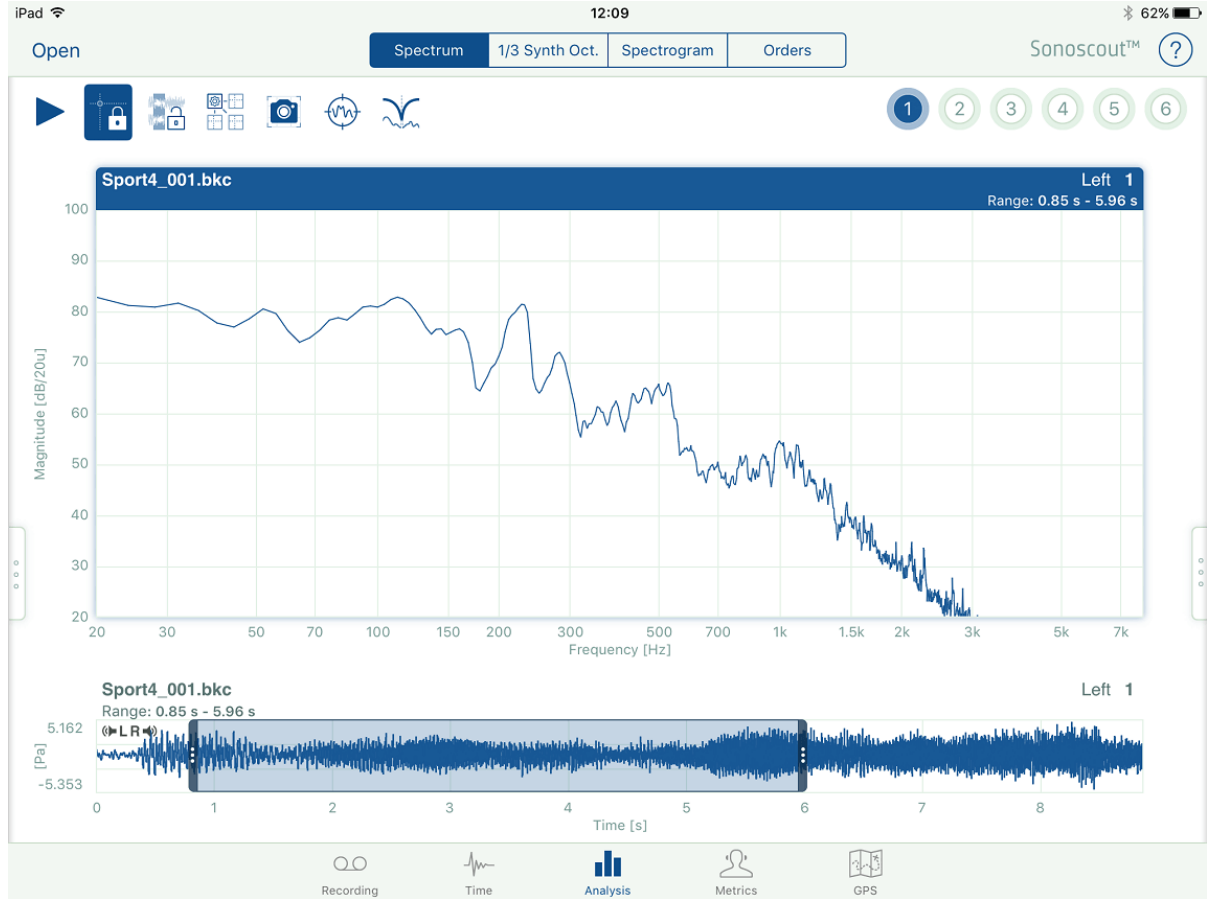 iPad 12:09 62%
Open Spectrum 1/3 Synth Oct. Spectrogram Orders Sonoscout™ ?
1 2 3 4 5 6
Sport4_001.bkc Left 1
Range: 0.85 s - 5.96 s
100
90
80
70
60
50
40
30
20
Magnitude [dB/20u]
20 30 50 70 100 150 200 300 500 700 1k 1.5k 2k 3k 5k 7k
Frequency [Hz]
Sport4_001.bkc Left 1
Range: 0.85 s - 5.96 s
5.162 L R
[Pa]
-5.353
0 1 2 3 4 5 6 7 8
Time [s]
Recording Time Analysis Metrics GPS